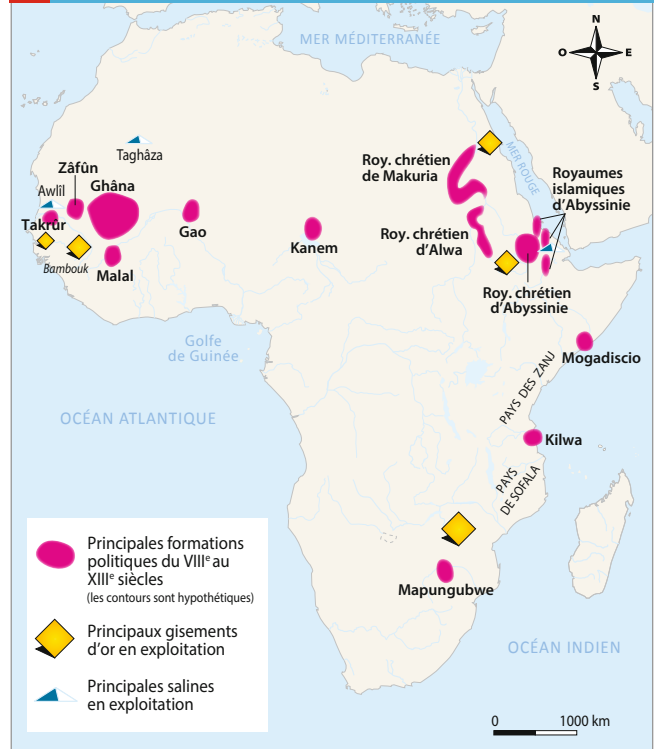 MER MÉDITERRANÉE
N
O
E
S
Taghâza
Zâfûn
Awlîl
Ghâna
Takrûr
Bambouk
Malal
Gao
Kanem
Roy. chrétien
de Makuria
MER ROUGE
Royaumes
islamiques
d'Abyssinie
Roy. chrétien
d'Alwa
Roy. chrétien
d'Abyssinie
Golfe
de Guinée
Mogadiscio
PAYS DES ZANJ
OCÉAN ATLANTIQUE
Kilwa
PAYS
DE SOFALA
Mapungubwe
OCÉAN INDIEN
Principales formations
politiques du VIIIᵉ au
XIIIᵉ siècles
(les contours sont hypothétiques)
Principaux gisements
d'or en exploitation
Principales salines
en exploitation
0 1000 km